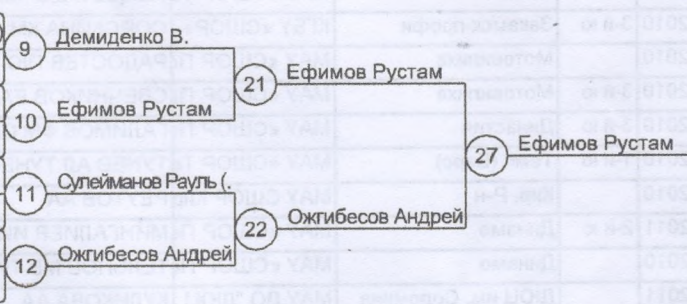 9 Демиденко В.
10 Ефимов Рустам
21 Ефимов Рустам
11 Сулейманов Рауль (.
12 Ожгибесов Андрей
22 Ожгибесов Андрей
27 Ефимов Рустам